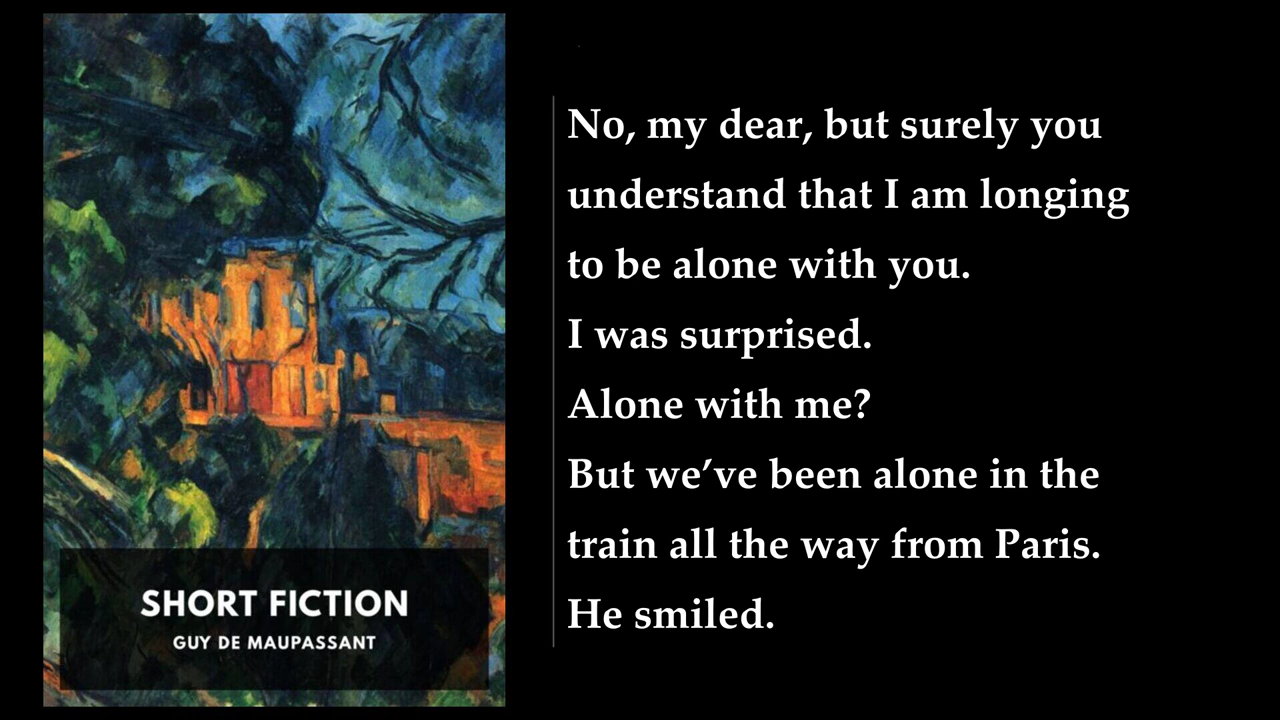 SHORT FICTION
GUY DE MAUPASSANT
No, my dear, but surely you
understand that I am longing
to be alone with you.
I was surprised.
Alone with me?
But we’ve been alone in the
train all the way from Paris.
He smiled.